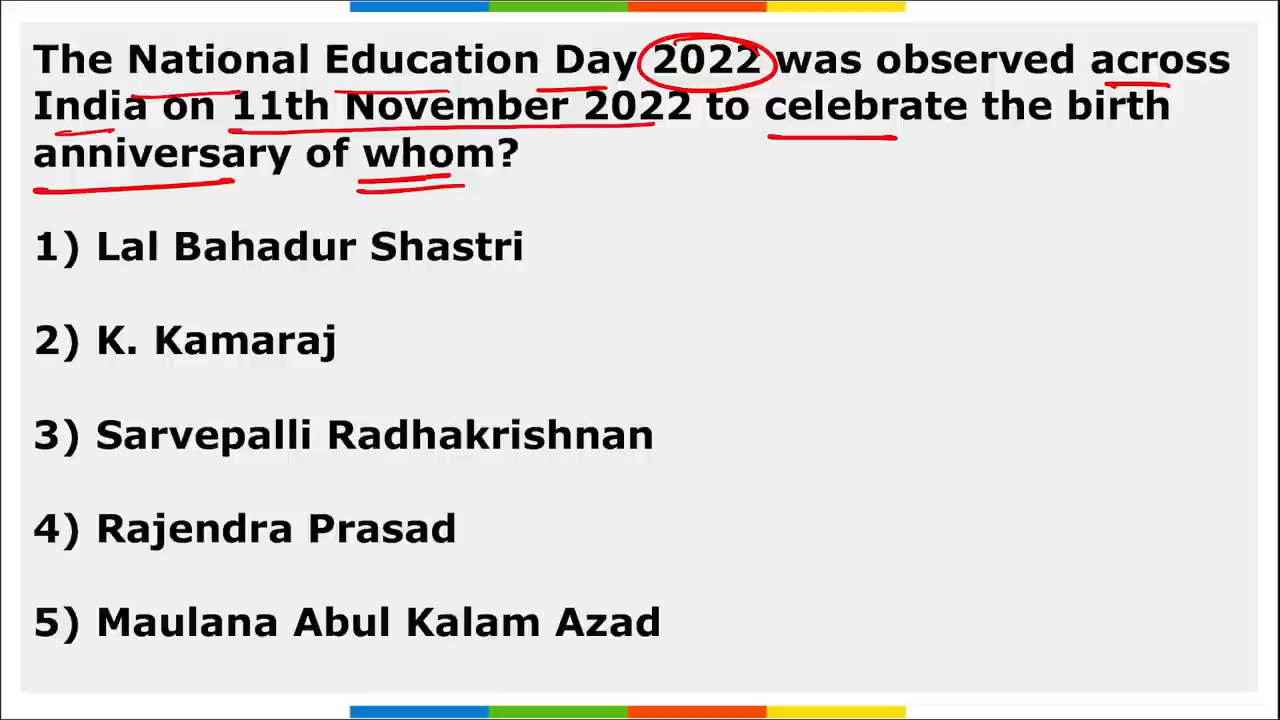 The National Education Day 2022 was observed across
India on 11th November 2022 to celebrate the birth
anniversary of whom?
1) Lal Bahadur Shastri
2) K. Kamaraj
3) Sarvepalli Radhakrishnan
4) Rajendra Prasad
5) Maulana Abul Kalam Azad